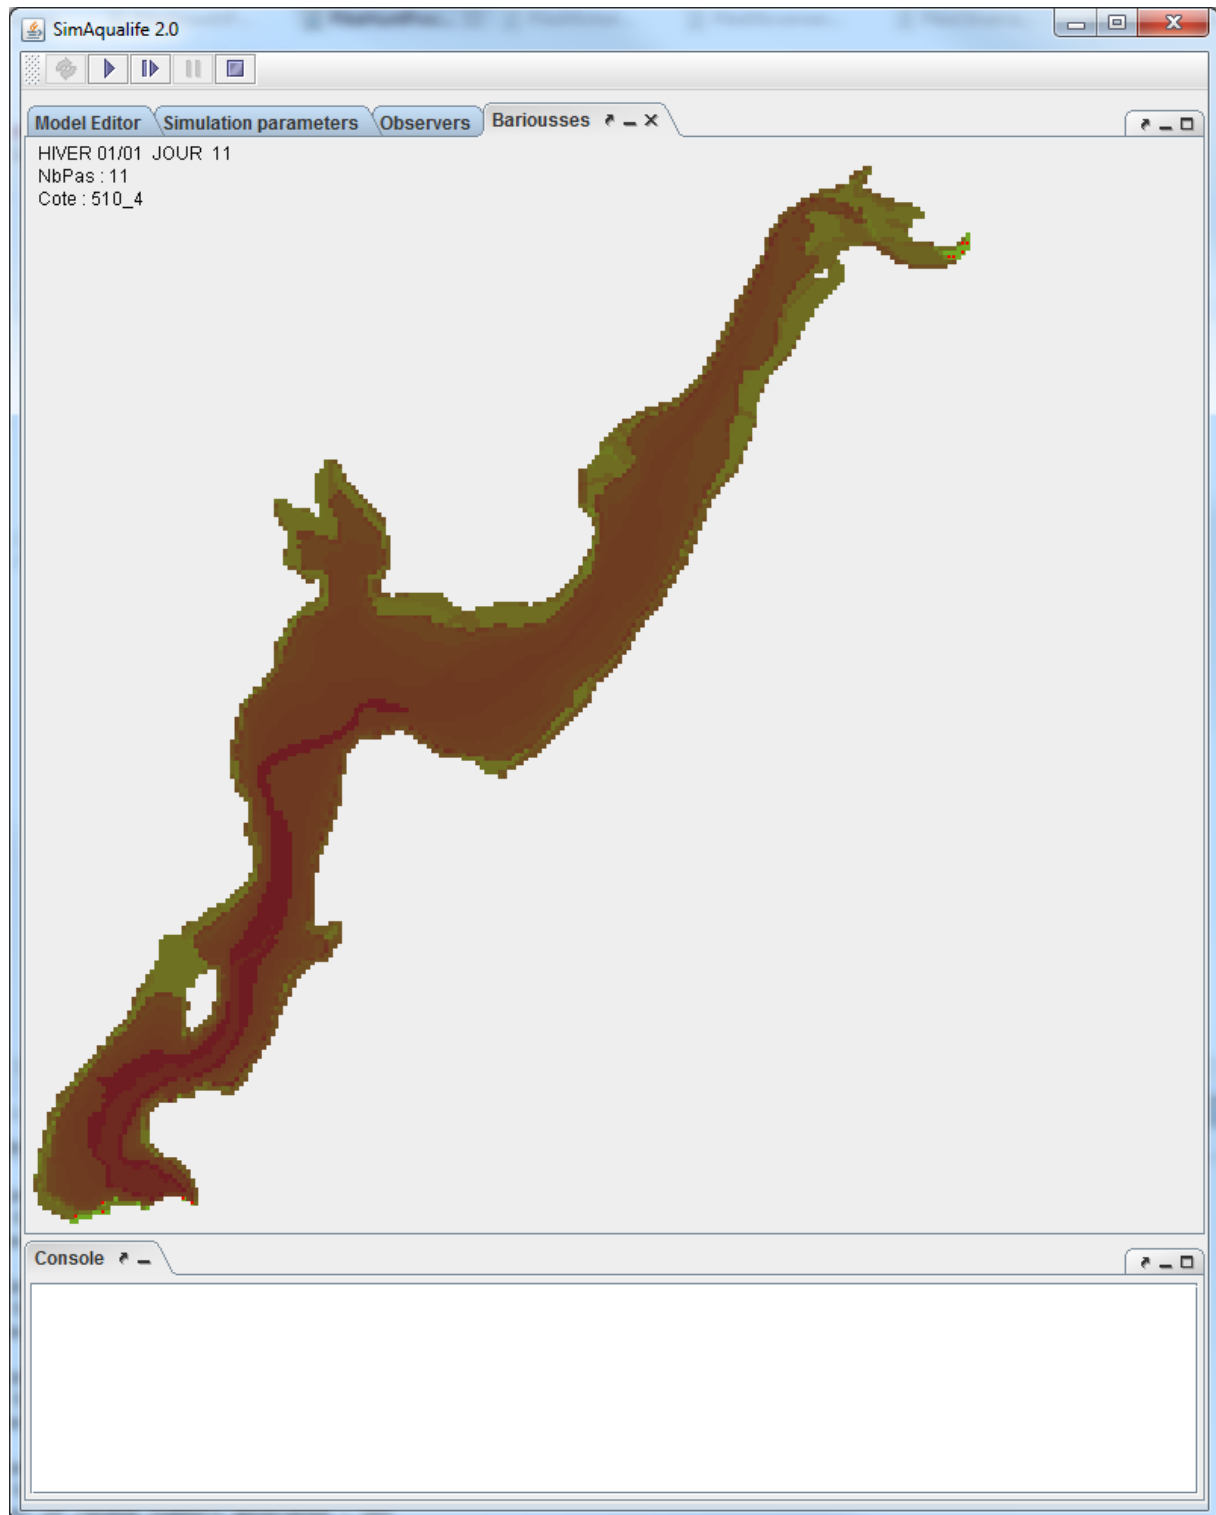 SimAqualife 2.0
Model Editor Simulation parameters Observers Bariousses
HIVER 01/01 JOUR 11
NbPas : 11
Cote : 510_4
Console